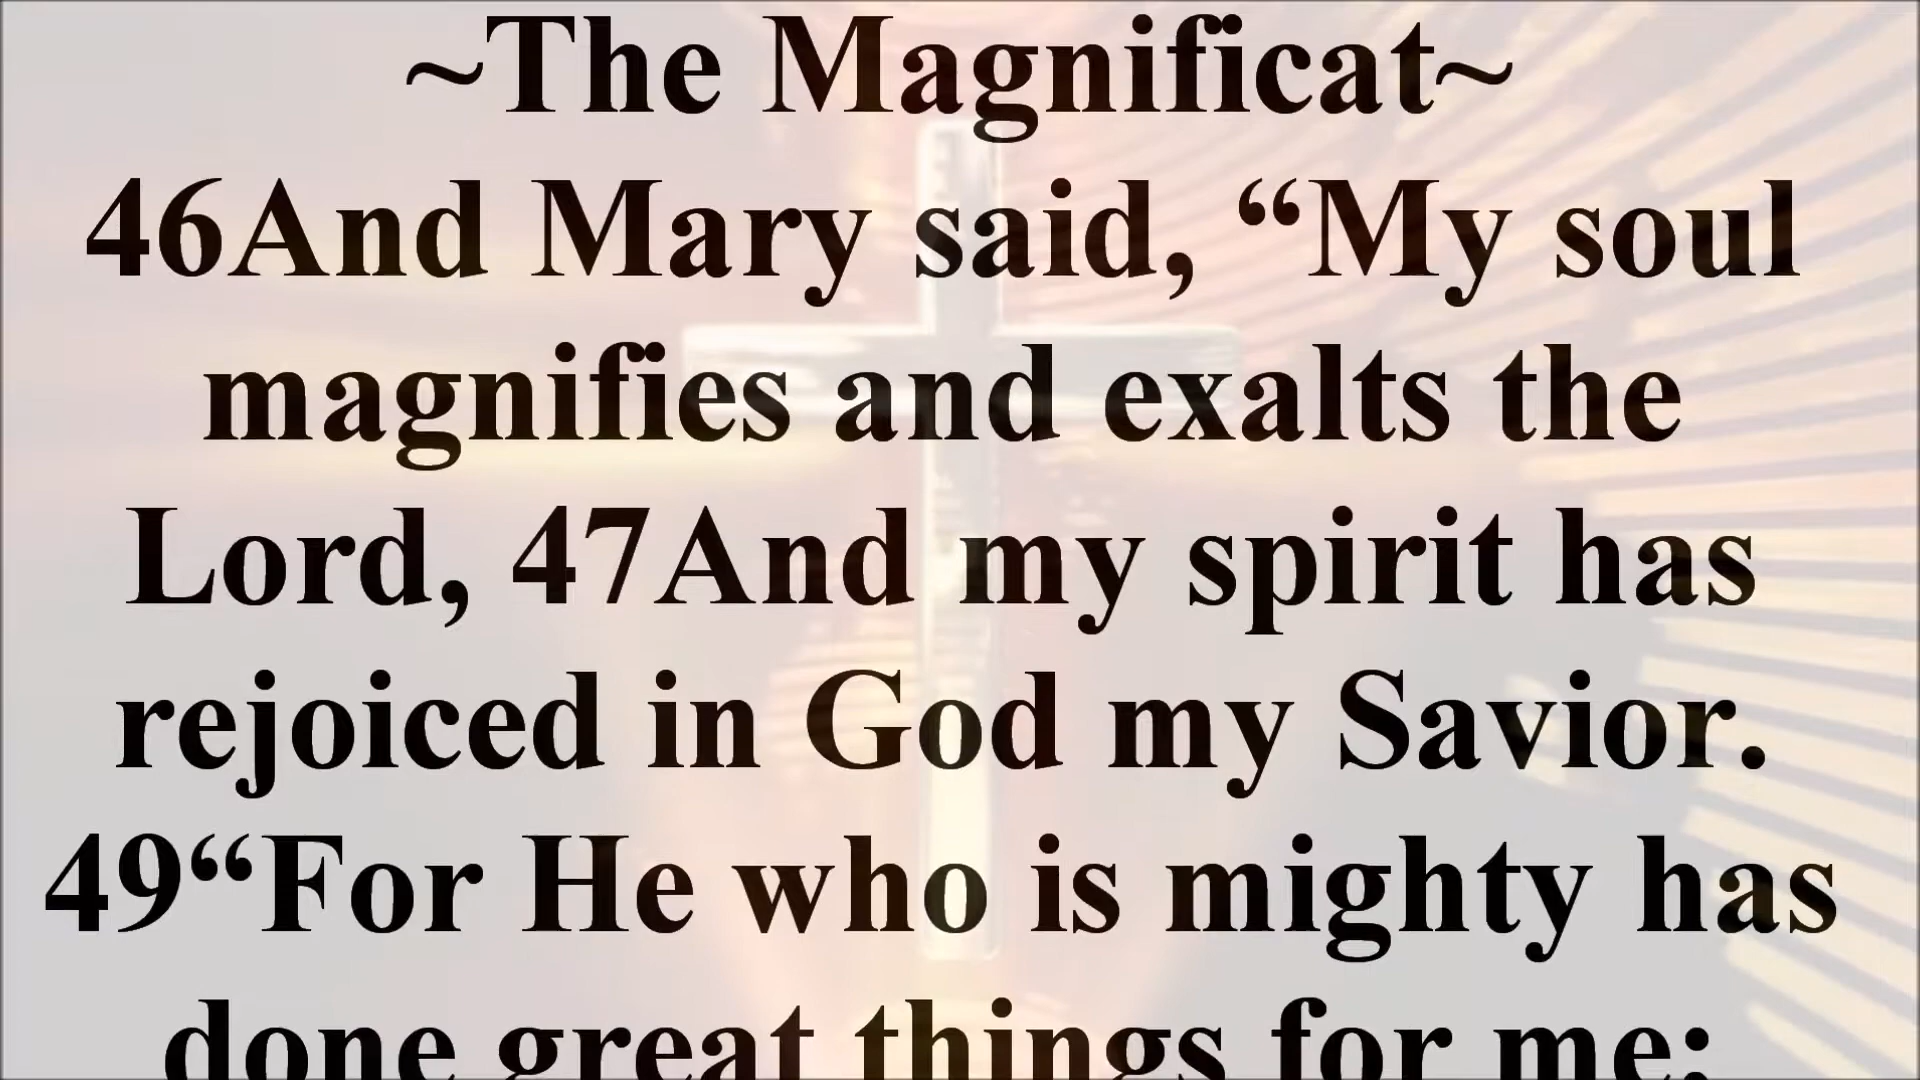 ~The Magnificat~
46And Mary said, “My soul
magnifies and exalts the
Lord, 47And my spirit has
rejoiced in God my Savior.
49“For He who is mighty has
done great things for me;